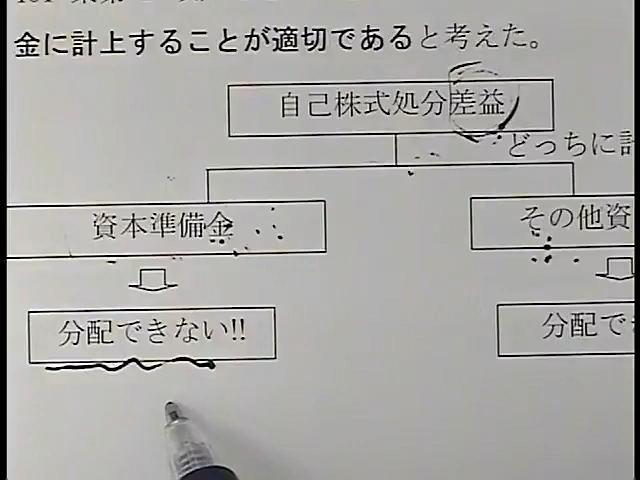 金に計上することが適切であると考えた。
自己株式処分差益
どっちに計
資本準備金
その他資
分配できない!!
分配でき